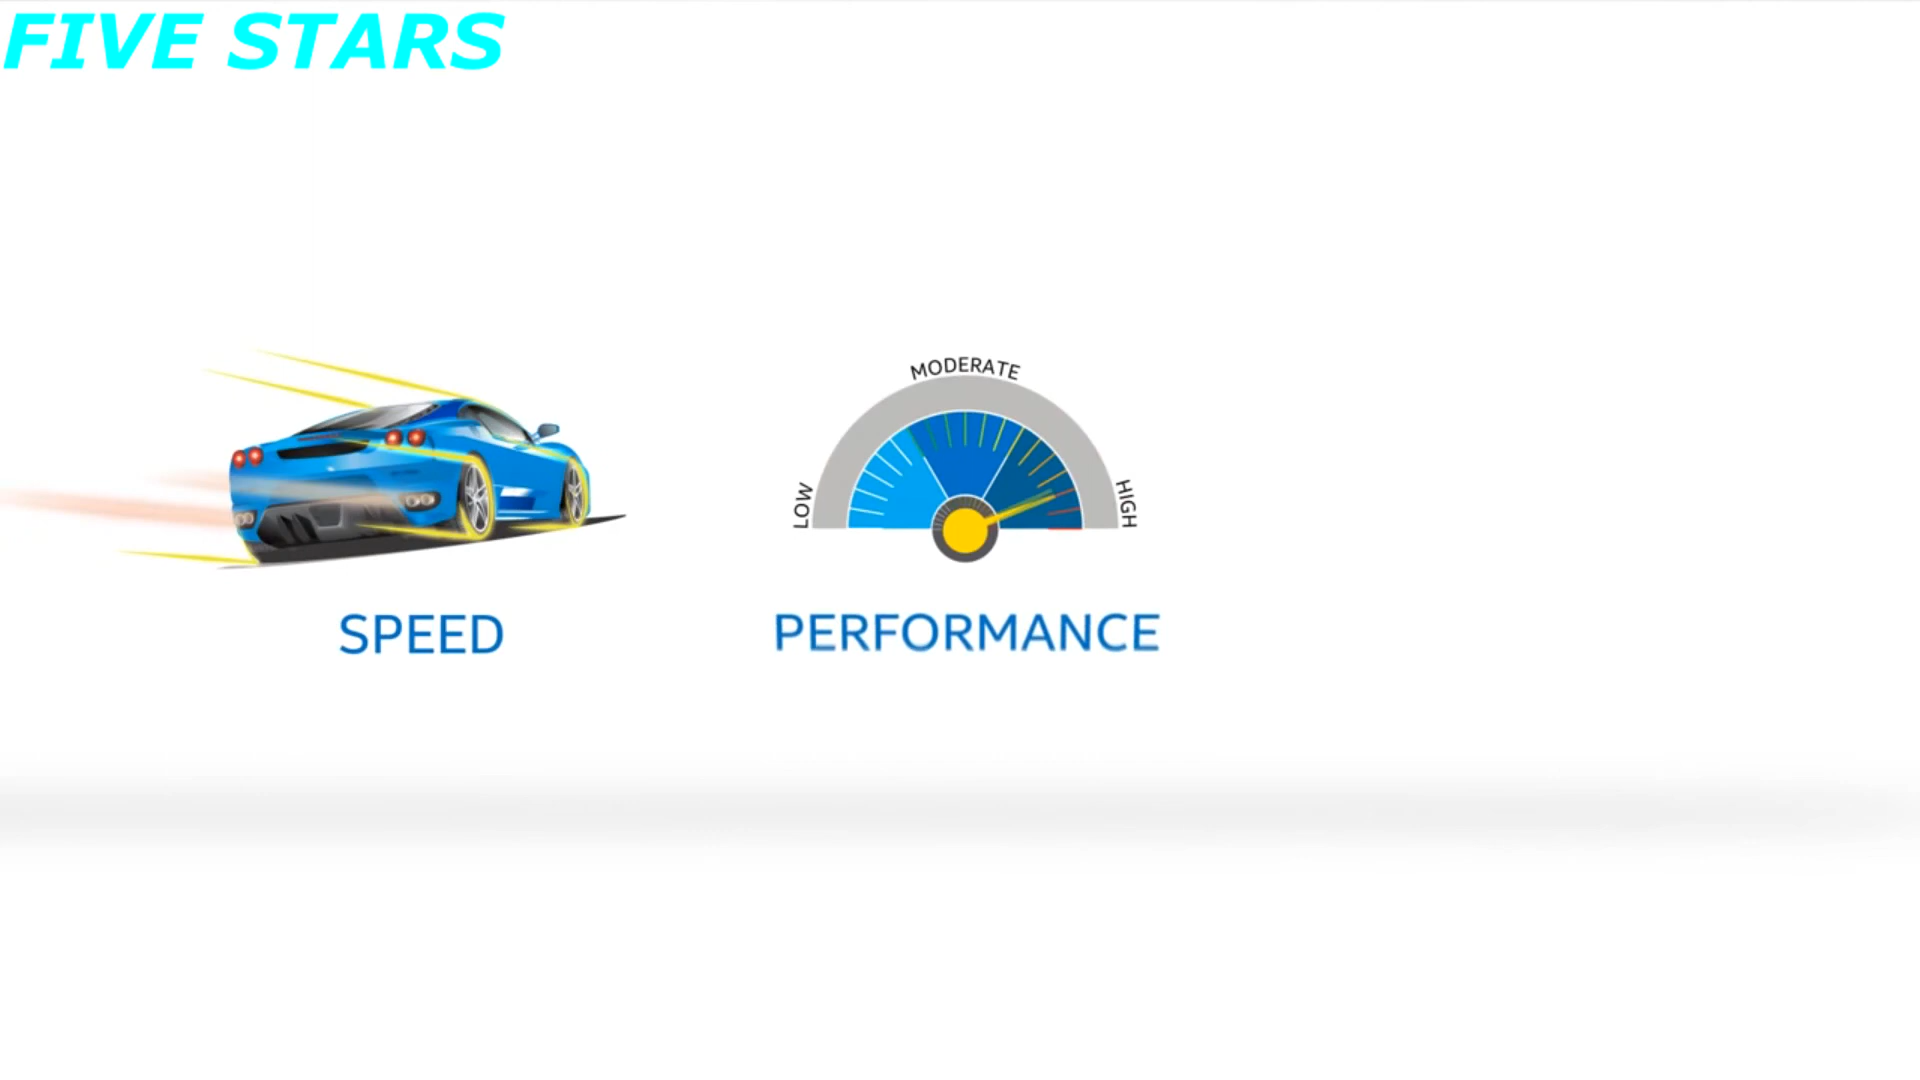 FIVE STARS
MODERATE
LOW
HIGH
SPEED
PERFORMANCE